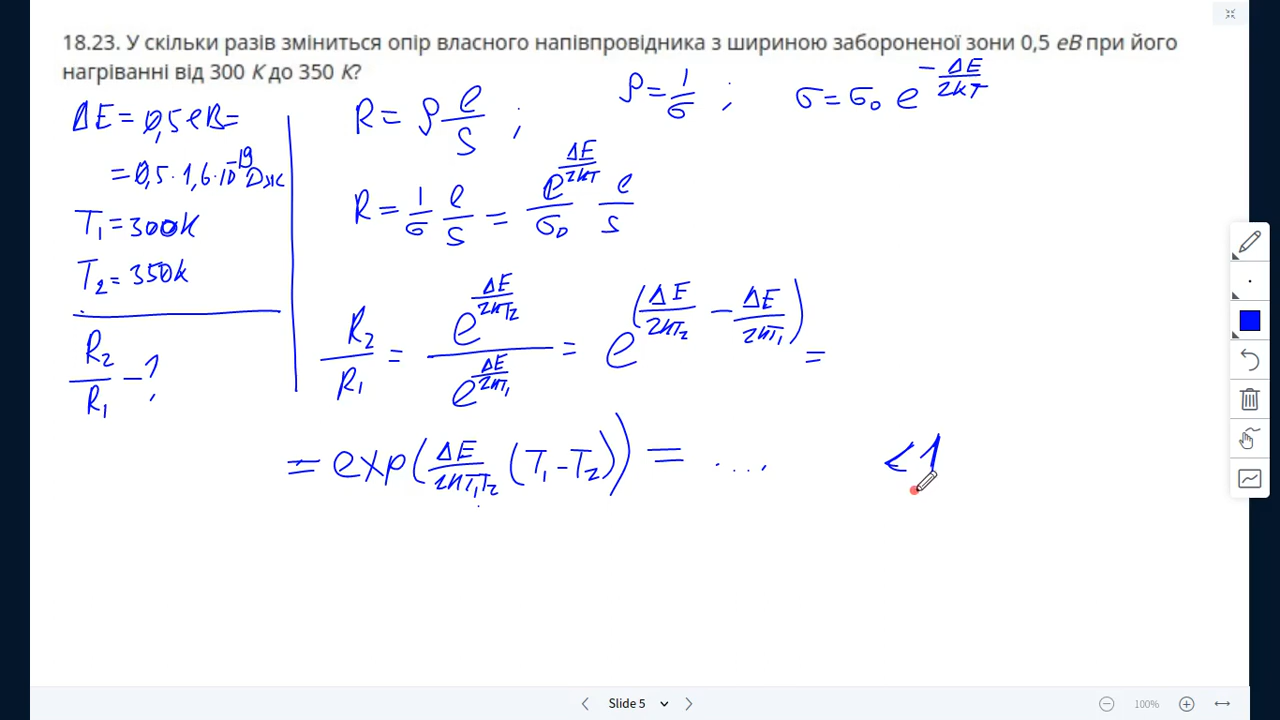 18.23. У скільки разів зміниться опір власного напівпровідника з шириною забороненої зони 0,5 еВ при його
нагріванні від 300 К до 350 К?
ΔE = 0,5 еВ =
= 0,5 · 1,6 · 10^-19 Дж
T₁ = 300К
T₂ = 350К
R₂/R₁ - ?
R = ρ ℓ/S ; ρ = 1/σ ; σ = σ₀ e^(-ΔE/2kT)
R = 1/σ ℓ/S = e^(ΔE/2kT)/σ₀ ℓ/S
R₂/R₁ = e^(ΔE/2kT₂)/e^(ΔE/2kT₁) = e^(ΔE/2kT₂ - ΔE/2kT₁) =
= exp(ΔE/2kT₁T₂ (T₁ - T₂)) = .... < 1
Slide 5
100%